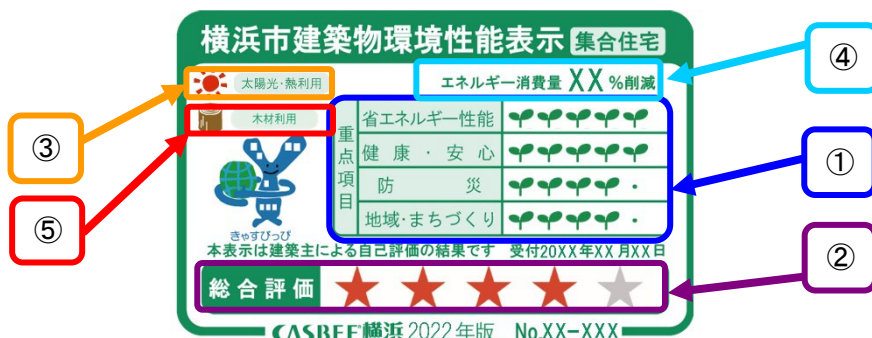 横浜市建築物環境性能表示 集合住宅
④
太陽光・熱利用
エネルギー消費量 XX %削減
木材利用
③
重点項目
省エネルギー性能
健康・安心
①
防災
地域・まちづくり
⑤
きゃすぴっぴ
本表示は建築主による自己評価の結果です 受付20XX年XX月XX日
②
総合評価
CASBEE横浜 2022年版 No.XX-XXX